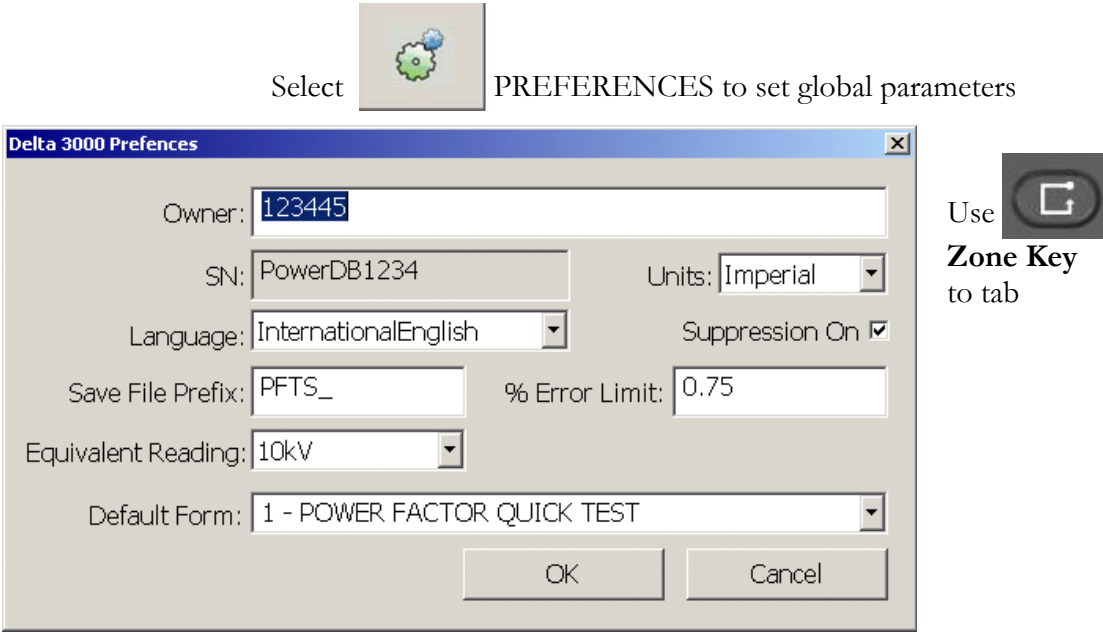 Select PREFERENCES to set global parameters
Delta 3000 Prefences
Owner: 123445
SN: PowerDB1234 Units: Imperial
Language: InternationalEnglish Suppression On
Save File Prefix: PFTS_ % Error Limit: 0.75
Equivalent Reading: 10kV
Default Form: 1 - POWER FACTOR QUICK TEST
OK Cancel
Use
Zone Key
to tab